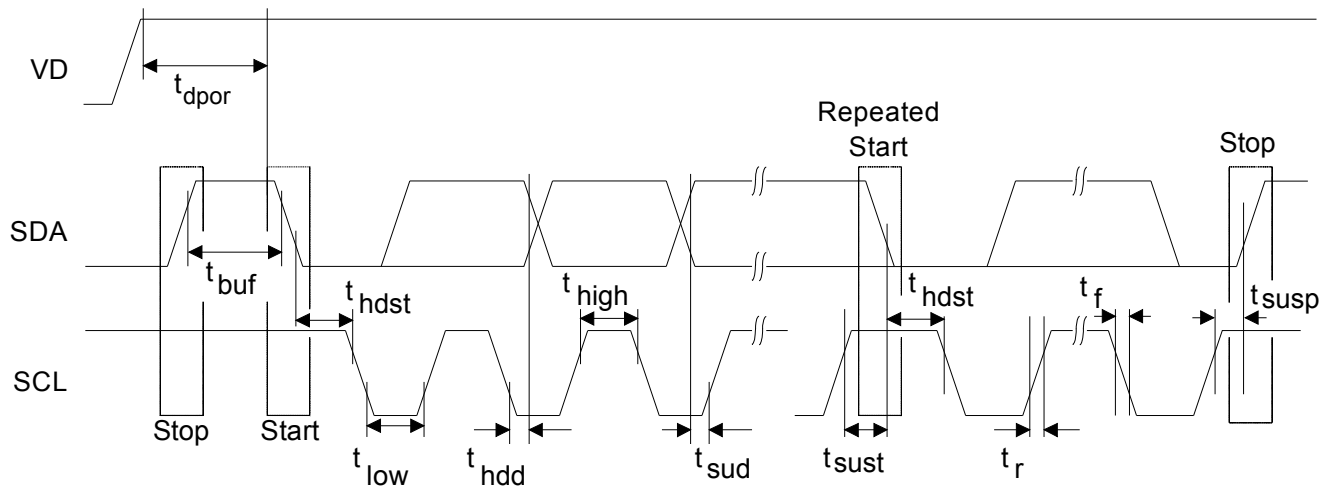 VD
t dpor
Repeated
Start
Stop
SDA
t buf
t hdst
t high
t hdst
t f
t susp
SCL
Stop
Start
t low
t hdd
t sud
t sust
t r